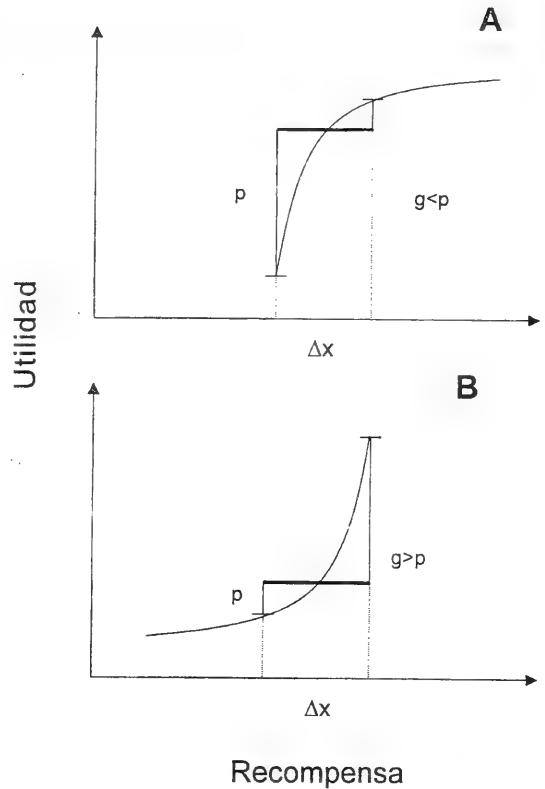 A
p
g<p
Δx
Utilidad
B
g>p
p
Δx
Recompensa